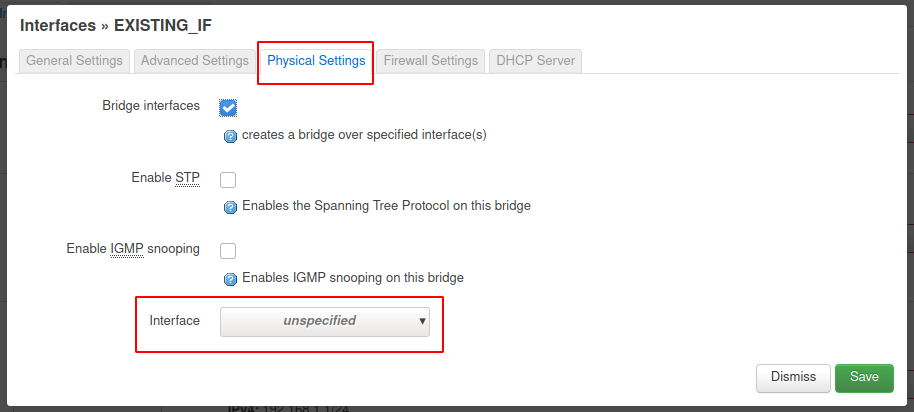 Interfaces » EXISTING_IF
General Settings Advanced Settings Physical Settings Firewall Settings DHCP Server
Bridge interfaces
creates a bridge over specified interface(s)
Enable STP
Enables the Spanning Tree Protocol on this bridge
Enable IGMP snooping
Enables IGMP snooping on this bridge
Interface unspecified
Dismiss Save
IPv4: 192.168.1.1/24